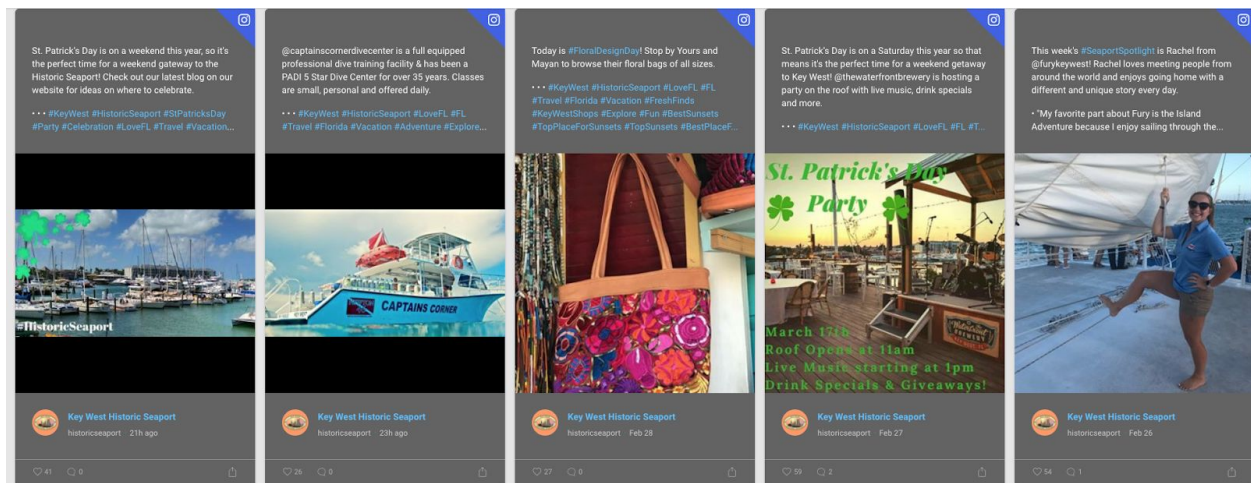 St. Patrick's Day is on a weekend this year, so it's
the perfect time for a weekend gateway to the
Historic Seaport! Check out our latest blog on our
website for ideas on where to celebrate.
• • • #KeyWest #HistoricSeaport #StPatricksDay
#Party #Celebration #LoveFL #Travel #Vacation...
#HistoricSeaport
Key West Historic Seaport
historicseaport · 21h ago
41 0
@captainscornerdivecenter is a full equipped
professional dive training facility & has been a
PADI 5 Star Dive Center for over 35 years. Classes
are small, personal and offered daily.
• • • #KeyWest #HistoricSeaport #LoveFL #FL
#Travel #Florida #Vacation #Adventure #Explore...
CAPTAINS CORNER
Key West Historic Seaport
historicseaport · 23h ago
26 0
Today is #FloralDesignDay! Stop by Yours and
Mayan to browse their floral bags of all sizes.
• • • #KeyWest #HistoricSeaport #LoveFL #FL
#Travel #Florida #Vacation #FreshFinds
#KeyWestShops #Explore #Fun #BestSunsets
#TopPlaceForSunsets #TopSunsets #BestPlaceF...
Key West Historic Seaport
historicseaport · Feb 28
27 0
St. Patrick's Day is on a Saturday this year so that
means it's the perfect time for a weekend getaway
to Key West! @thewaterfrontbrewery is hosting a
party on the roof with live music, drink specials
and more.
• • • #KeyWest #HistoricSeaport #LoveFL #FL #T...
St. Patrick's Day
Party
BREWERY
March 17th
Roof Opens at 11am
Live Music starting at 1pm
Drink Specials & Giveaways!
Key West Historic Seaport
historicseaport · Feb 27
59 2
This week's #SeaportSpotlight is Rachel from
@furykeywest! Rachel loves meeting people from
around the world and enjoys going home with a
different and unique story every day.
• "My favorite part about Fury is the Island
Adventure because I enjoy sailing through the...
Key West Historic Seaport
historicseaport · Feb 26
54 1